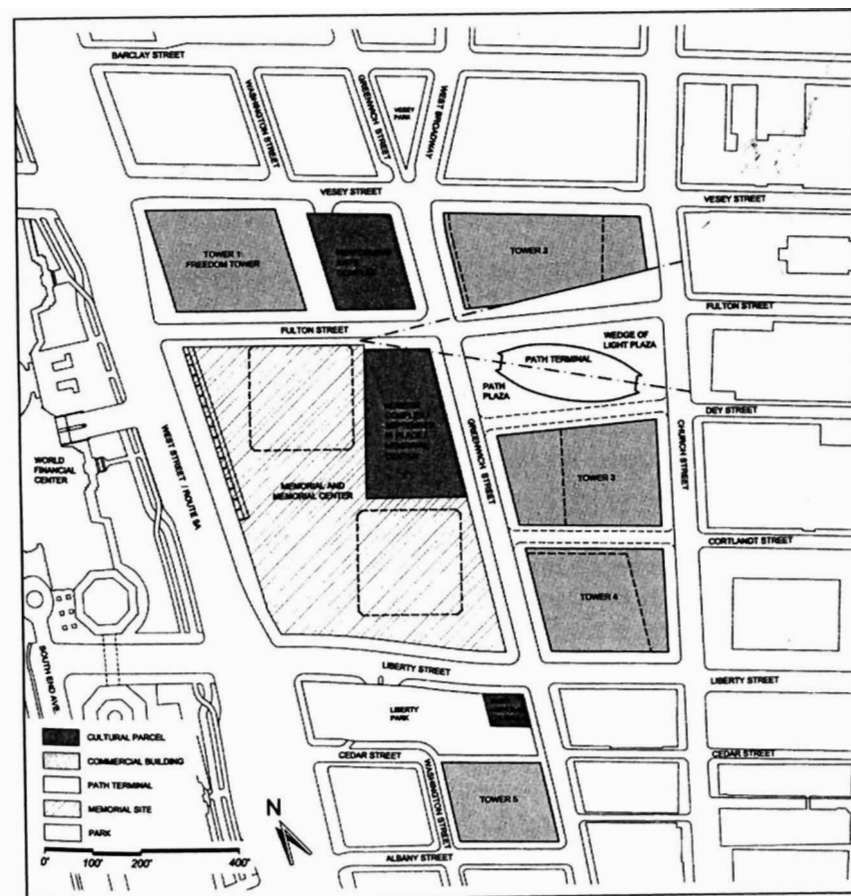 BARCLAY STREET
WASHINGTON STREET
GREENWICH STREET
VESEY
PARK
WEST BROADWAY
VESEY STREET
VESEY STREET
TOWER 1:
FREEDOM TOWER
TOWER 2
FULTON STREET
FULTON STREET
WEDGE OF
LIGHT PLAZA
PATH TERMINAL
PATH
PLAZA
DEY STREET
WORLD
FINANCIAL
CENTER
WEST STREET / ROUTE 9A
MEMORIAL AND
MEMORIAL CENTER
GREENWICH STREET
CHURCH STREET
TOWER 3
CORTLANDT STREET
TOWER 4
SOUTH END AVE.
LIBERTY STREET
LIBERTY STREET
LIBERTY
PARK
CEDAR STREET
CEDAR STREET
WASHINGTON STREET
TOWER 5
ALBANY STREET
CULTURAL PARCEL
COMMERCIAL BUILDING
PATH TERMINAL
MEMORIAL SITE
PARK
N
0' 100' 200' 400'